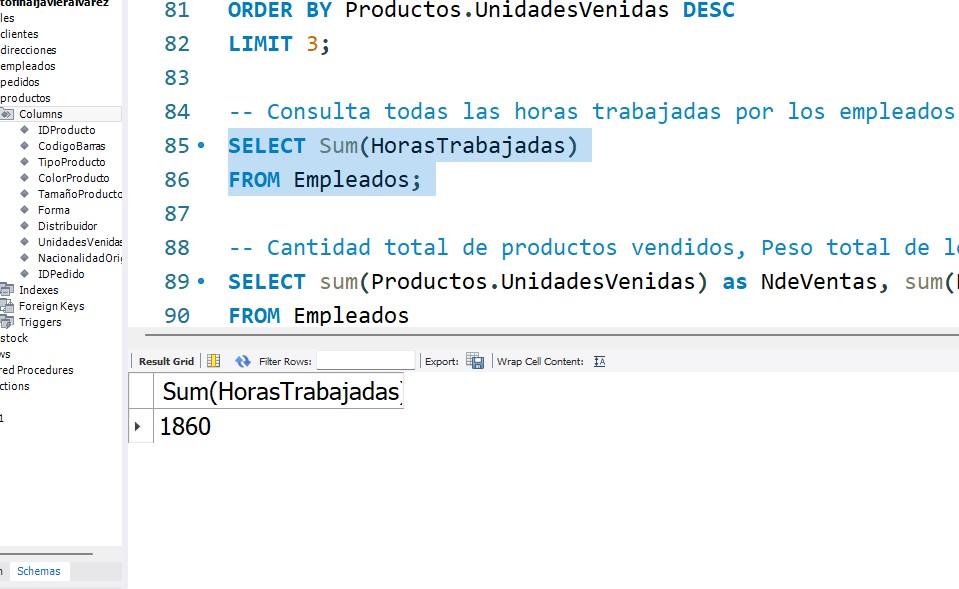 tofinaljavieralvarez
les
clientes
direcciones
empleados
pedidos
productos
Columns
IDProducto
CodigoBarras
TipoProducto
ColorProducto
TamañoProducto
Forma
Distribuidor
UnidadesVenidas
NacionalidadOrig
IDPedido
Indexes
Foreign Keys
Triggers
stock
ws
red Procedures
ctions
1
Schemas
81 ORDER BY Productos.UnidadesVenidas DESC
82 LIMIT 3;
83
84 -- Consulta todas las horas trabajadas por los empleados
85 SELECT Sum(HorasTrabajadas)
86 FROM Empleados;
87
88 -- Cantidad total de productos vendidos, Peso total de l
89 SELECT sum(Productos.UnidadesVenidas) as NdeVentas, sum(
90 FROM Empleados
Result Grid Filter Rows: Export: Wrap Cell Content:
Sum(HorasTrabajadas)
1860